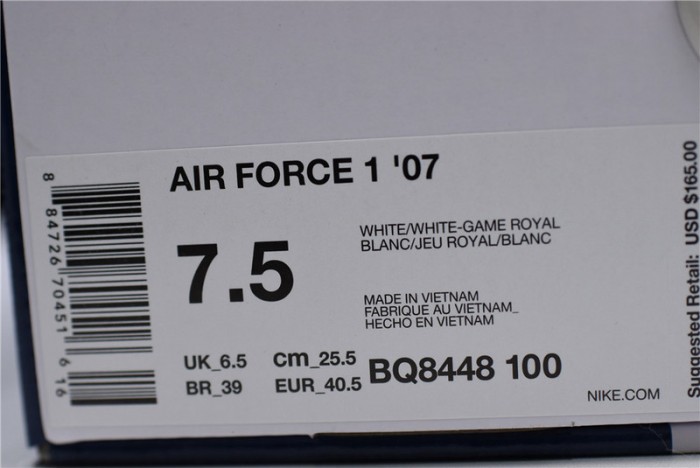 AIR FORCE 1 '07
WHITE/WHITE-GAME ROYAL
BLANC/JEU ROYAL/BLANC
7.5
MADE IN VIETNAM
FABRIQUE AU VIETNAM_
HECHO EN VIETNAM
UK_6.5 cm_25.5
BR_39 EUR_40.5
BQ8448 100
NIKE.COM
8 84726 70451 6 16
Suggested Retail: USD $165.00